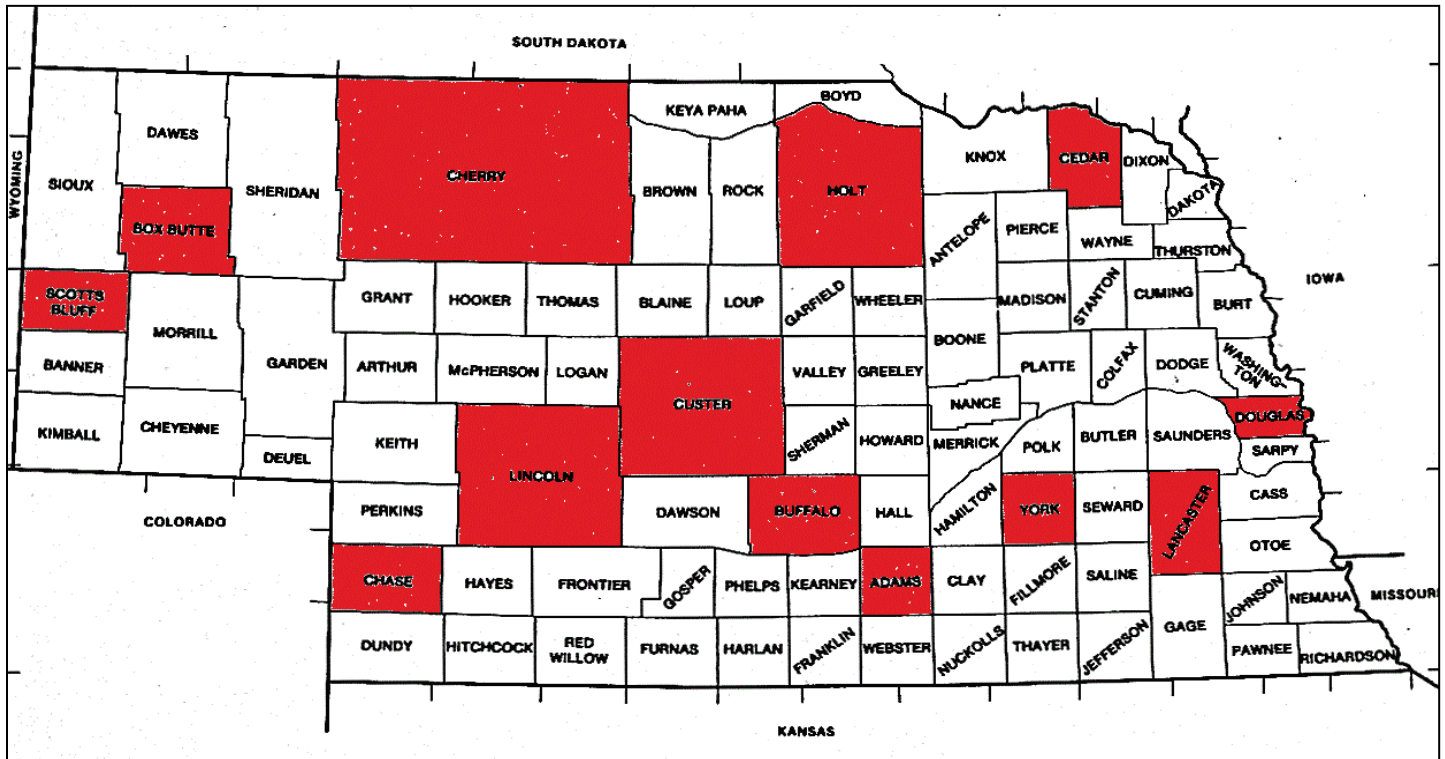 SOUTH DAKOTA
WYOMING
SIOUX
DAWES
BOX BUTTE
SHERIDAN
CHERRY
KEYA PAHA
BOYD
BROWN
ROCK
HOLT
KNOX
CEDAR
DIXON
DAKOTA
ANTELOPE
PIERCE
WAYNE
THURSTON
SCOTTS
BLUFF
MORRILL
GARDEN
GRANT
HOOKER
THOMAS
BLAINE
LOUP
GARFIELD
WHEELER
BOONE
MADISON
STANTON
CUMING
BURT
IOWA
BANNER
ARTHUR
McPHERSON
LOGAN
CUSTER
VALLEY
GREELEY
PLATTE
COLFAX
DODGE
WASHING-
TON
KIMBALL
CHEYENNE
DEUEL
KEITH
LINCOLN
SHERMAN
HOWARD
NANCE
MERRICK
POLK
BUTLER
SAUNDERS
DOUGLAS
SARPY
COLORADO
PERKINS
DAWSON
BUFFALO
HALL
HAMILTON
YORK
SEWARD
LANCASTER
CASS
OTOE
CHASE
HAYES
FRONTIER
GOSPER
PHELPS
KEARNEY
ADAMS
CLAY
FILLMORE
SALINE
JOHNSON
NEMAHA
MISSOURI
DUNDY
HITCHCOCK
RED
WILLOW
FURNAS
HARLAN
FRANKLIN
WEBSTER
NUCKOLLS
THAYER
JEFFERSON
GAGE
PAWNEE
RICHARDSON
KANSAS